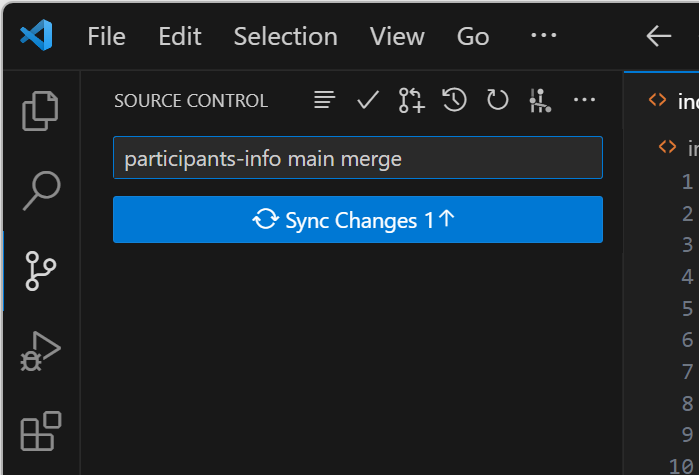 File Edit Selection View Go ...
SOURCE CONTROL
participants-info main merge
Sync Changes 1↑
1
2
3
4
5
6
7
8
9
10